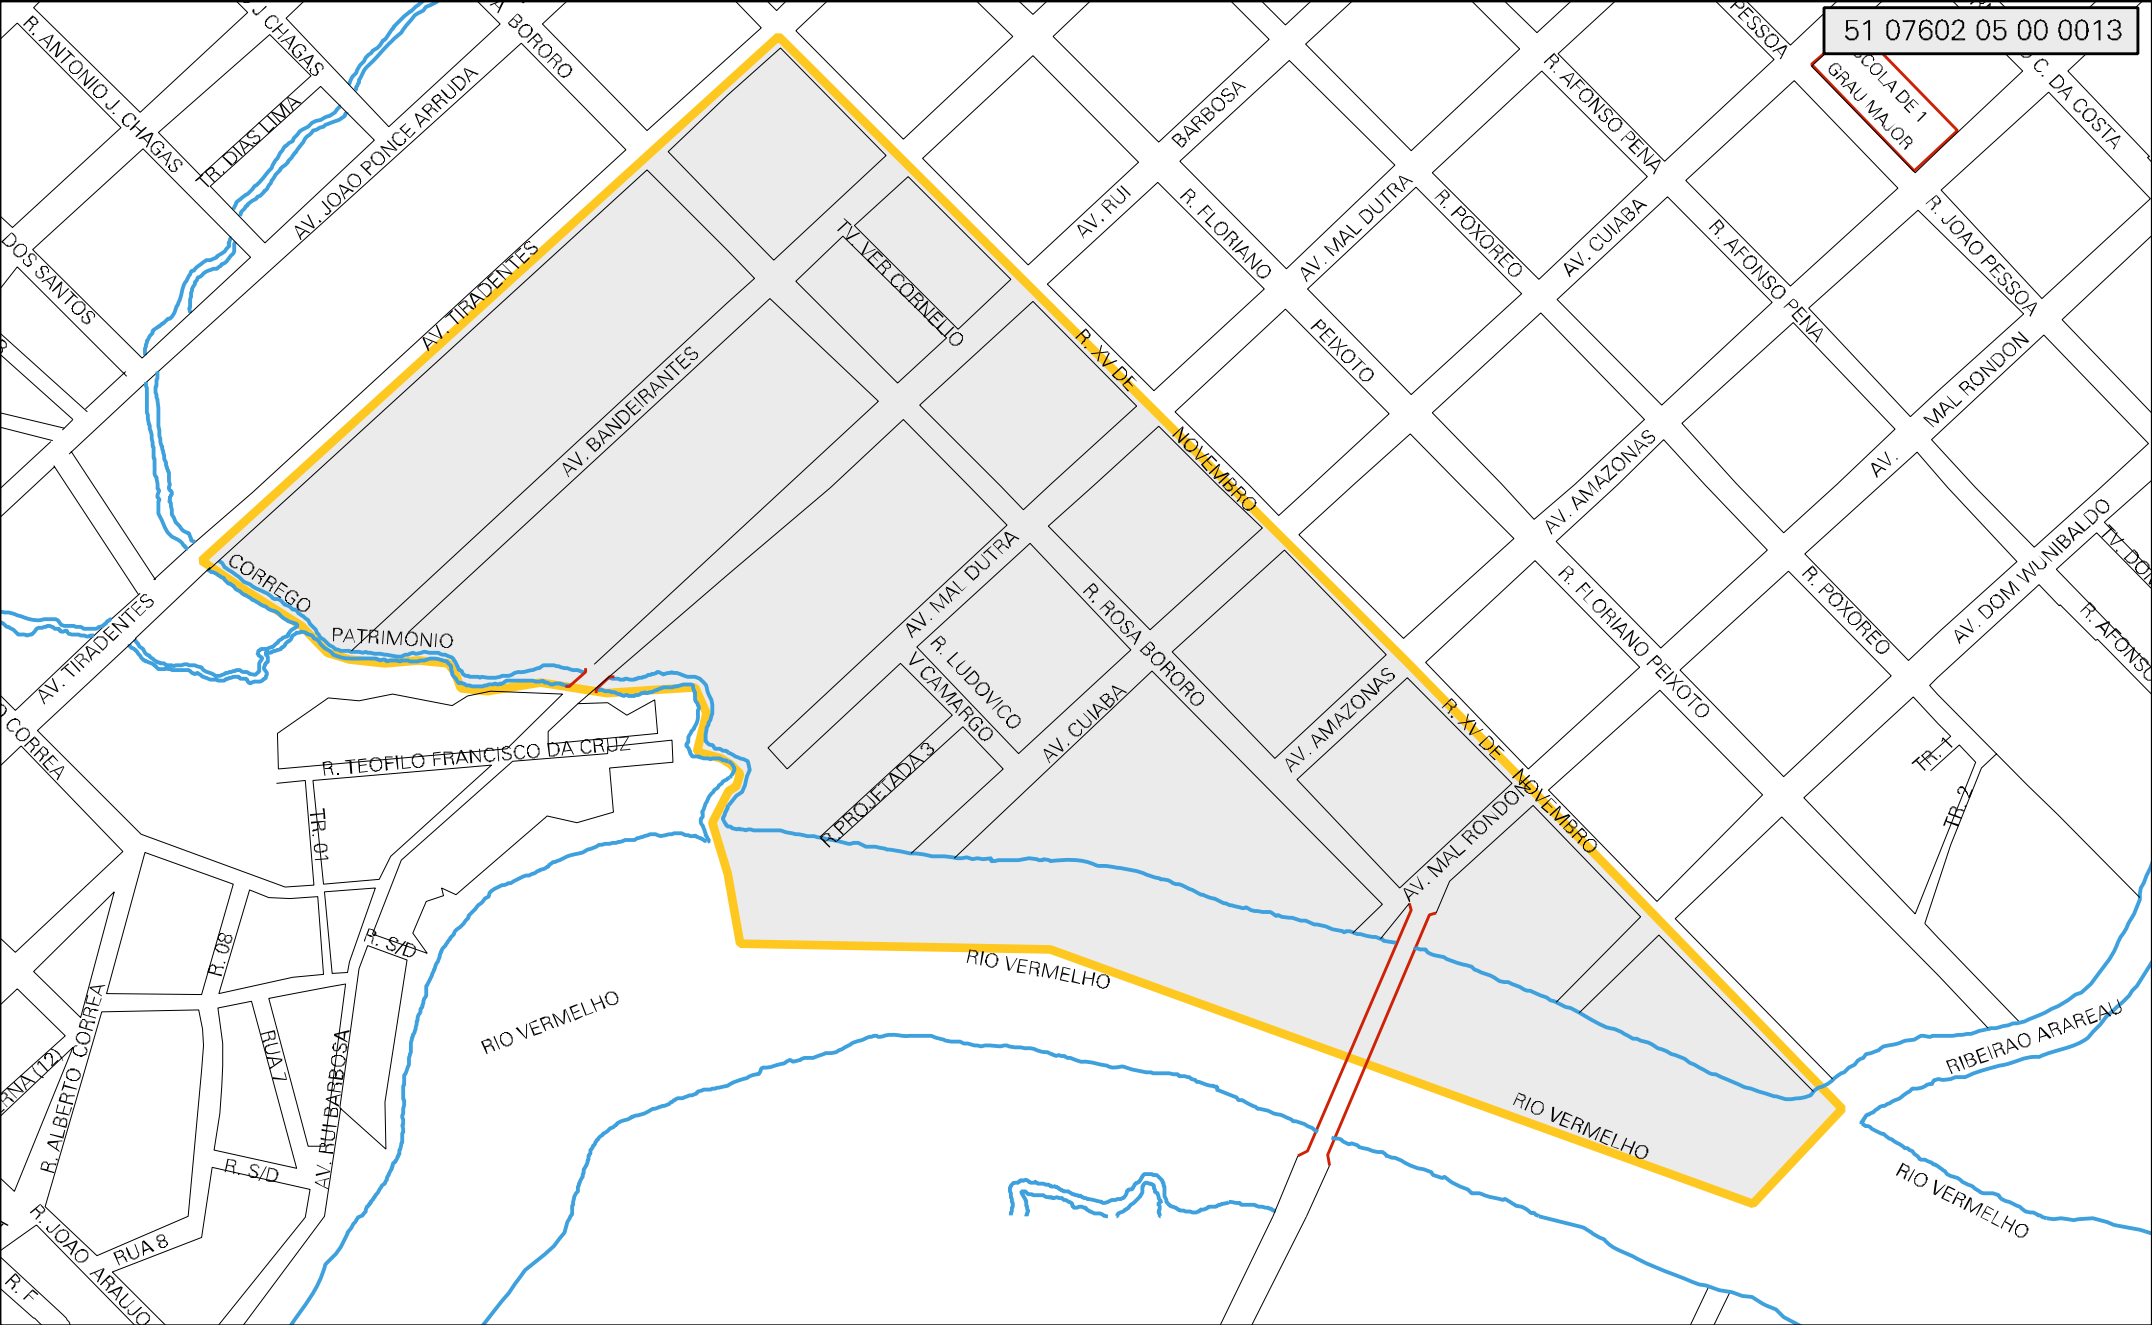 51 07602 05 00 0013
R. ANTONIO J. CHAGAS
J CHAGAS
BORORO
TR. DIAS LIMA
AV. JOAO PONCE ARRUDA
DOS SANTOS
AV. TIRADENTES
AV. BANDEIRANTES
TV. VER CORNELIO
R. XV DE
NOVEMBRO
AV. RUI
BARBOSA
R. FLORIANO
PEIXOTO
AV. MAL DUTRA
R. POXOREO
AV. CUIABA
R. AFONSO PENA
R. AFONSO PENA
PESSOA
GRAU MAJOR
COLA DE 1
C. DA COSTA
R. JOAO PESSOA
MAL RONDON
AV.
AV. AMAZONAS
AV. DOM WUNIBALDO
TV. DOM
R. AFONSO
R. FLORIANO PEIXOTO
R. POXOREO
TR. 1
TR. 2
CORREGO
PATRIMONIO
AV. TIRADENTES
CORREA
AV. MAL DUTRA
R. LUDOVICO
V CAMARGO
R. ROSA BORORO
AV. CUIABA
R PROJETADA 3
AV. AMAZONAS
R. XV DE
NOVEMBRO
AV. MAL RONDON
R. TEOFILO FRANCISCO DA CRUZ
TR. 01
R. 08
R. S/D
RUA 7
AV. RUI BARBOSA
R. ALBERTO CORREA
RNA (12)
R. S/D
RUA 8
R. JOAO ARAUJO
R. F
RIO VERMELHO
RIO VERMELHO
RIO VERMELHO
RIBEIRAO ARAREAU
RIO VERMELHO